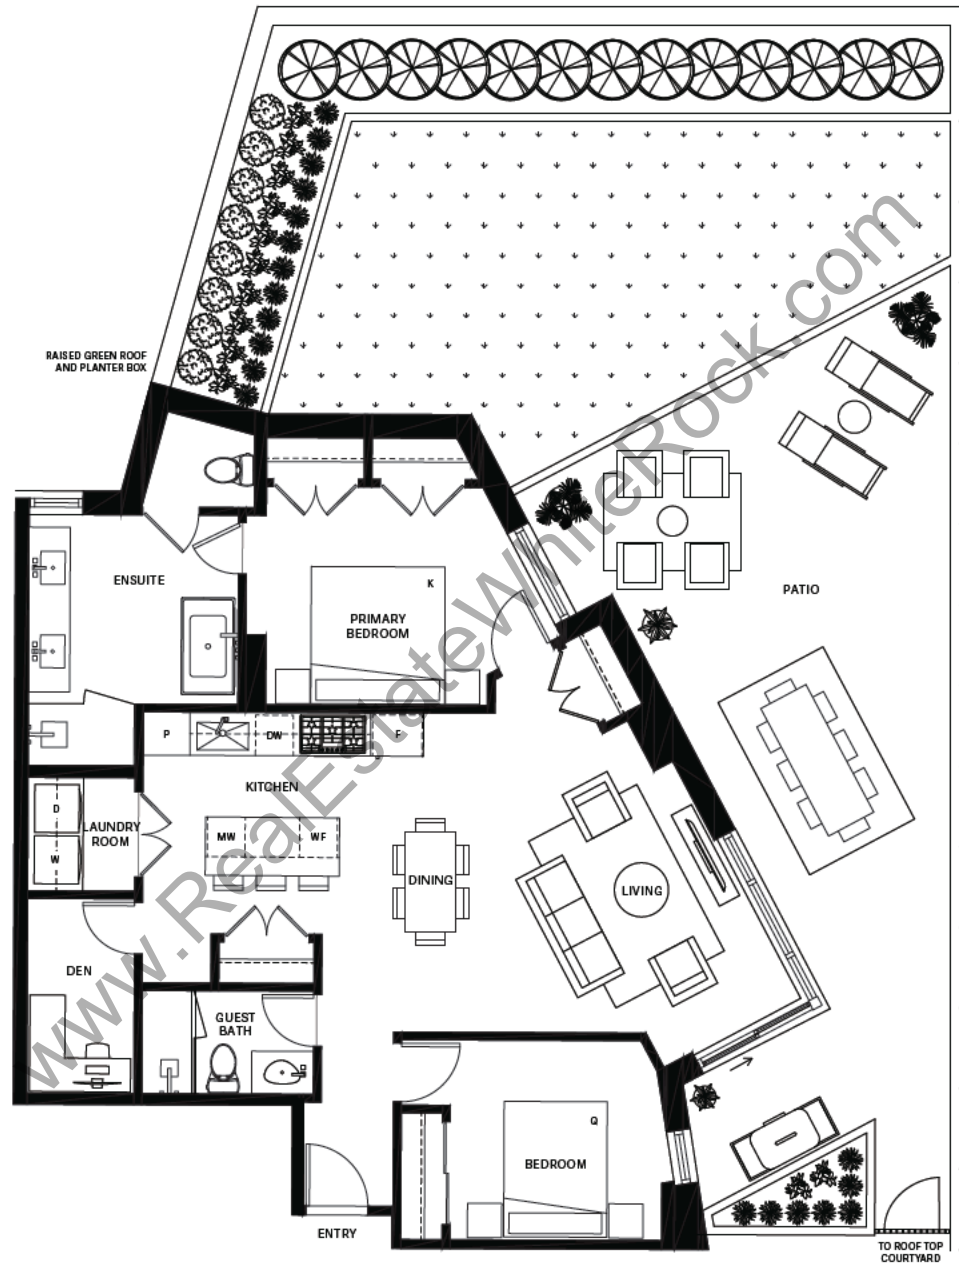 RAISED GREEN ROOF
AND PLANTER BOX
ENSUITE
K
PRIMARY
BEDROOM
PATIO
P
DW
F
KITCHEN
D
W
LAUNDRY
ROOM
MW
WF
DINING
LIVING
DEN
GUEST
BATH
Q
BEDROOM
ENTRY
TO ROOF TOP
COURTYARD
www.RealEstateWhiteRock.com